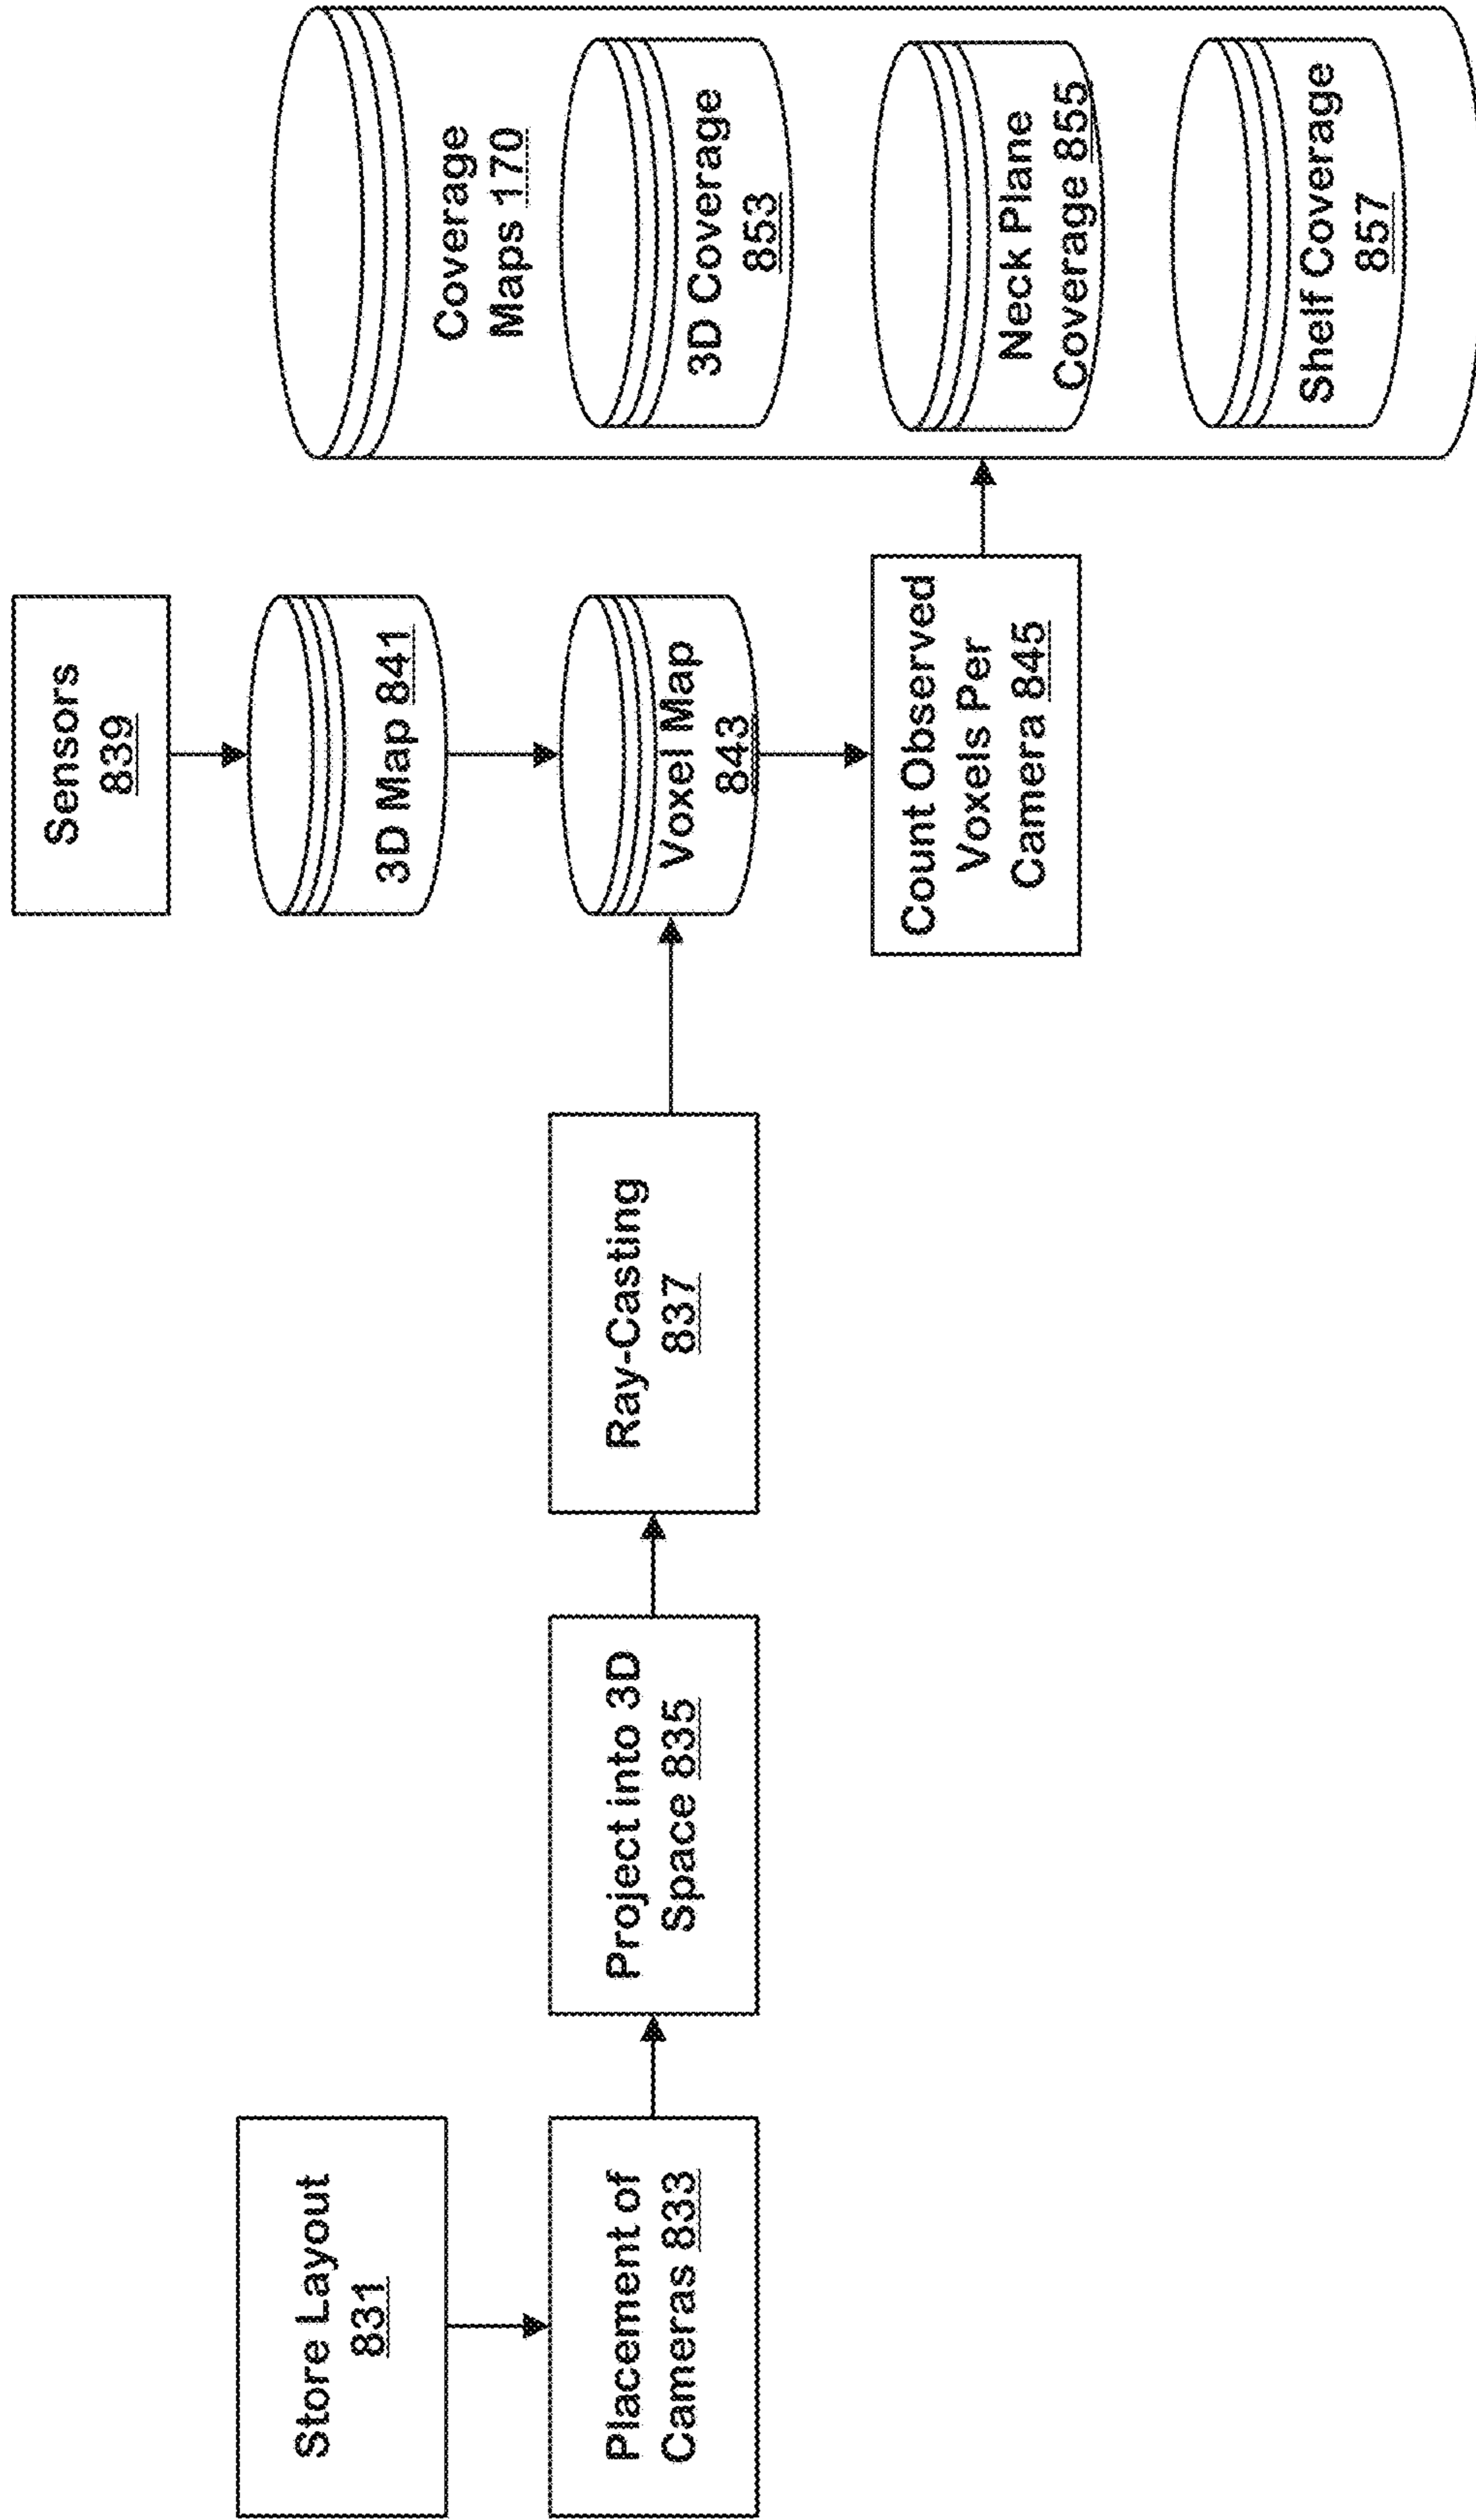 Store Layout
831
Placement of
Cameras 833
Project into 3D
Space 835
Ray-Casting
837
Sensors
839
3D Map 841
Voxel Map
843
Count Observed
Voxels Per
Camera 845
Coverage
Maps 170
3D Coverage
853
Neck Plane
Coverage 855
Shelf Coverage
857